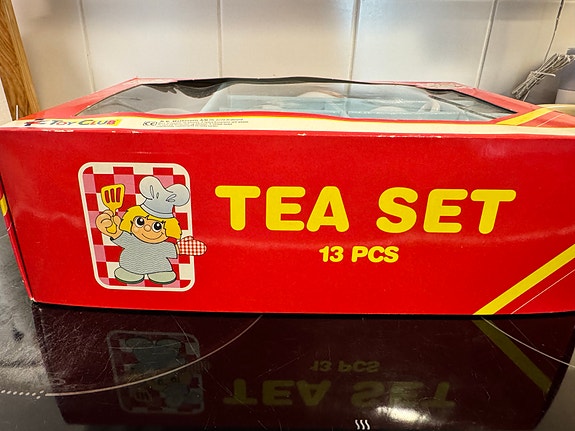 TOY CLUB
TEA SET
13 PCS